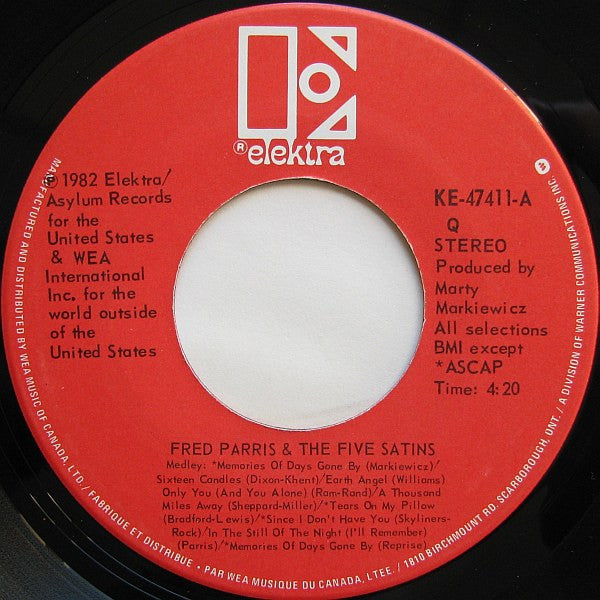 ® elektra
℗ 1982 Elektra/
Asylum Records
for the
United States
& WEA
International
Inc. for the
world outside
of the
United States
KE-47411-A
Q
STEREO
Produced by
Marty
Markiewicz
All selections
BMI except
*ASCAP
Time: 4:20
FRED PARRIS & THE FIVE SATINS
Medley: *Memories Of Days Gone By (Markiewicz)/
Sixteen Candles (Dixon-Khent)/Earth Angel (Williams)
Only You (And You Alone) (Ram-Rand)/A Thousand
Miles Away (Sheppard-Miller)/*Tears On My Pillow
(Bradford-Lewis)/*Since I Don't Have You (Skyliners-
Rock)/In The Still Of The Night (I'll Remember)
(Parris)/*Memories Of Days Gone By (Reprise)
MANUFACTURED AND DISTRIBUTED BY WEA MUSIC OF CANADA, LTD./ FABRIQUE ET DISTRIBUE • PAR WEA MUSIQUE DU CANADA, LTEE. / 1810 BIRCHMOUNT RD. SCARBOROUGH, ONT. / A DIVISION OF WARNER COMMUNICATIONS INC.